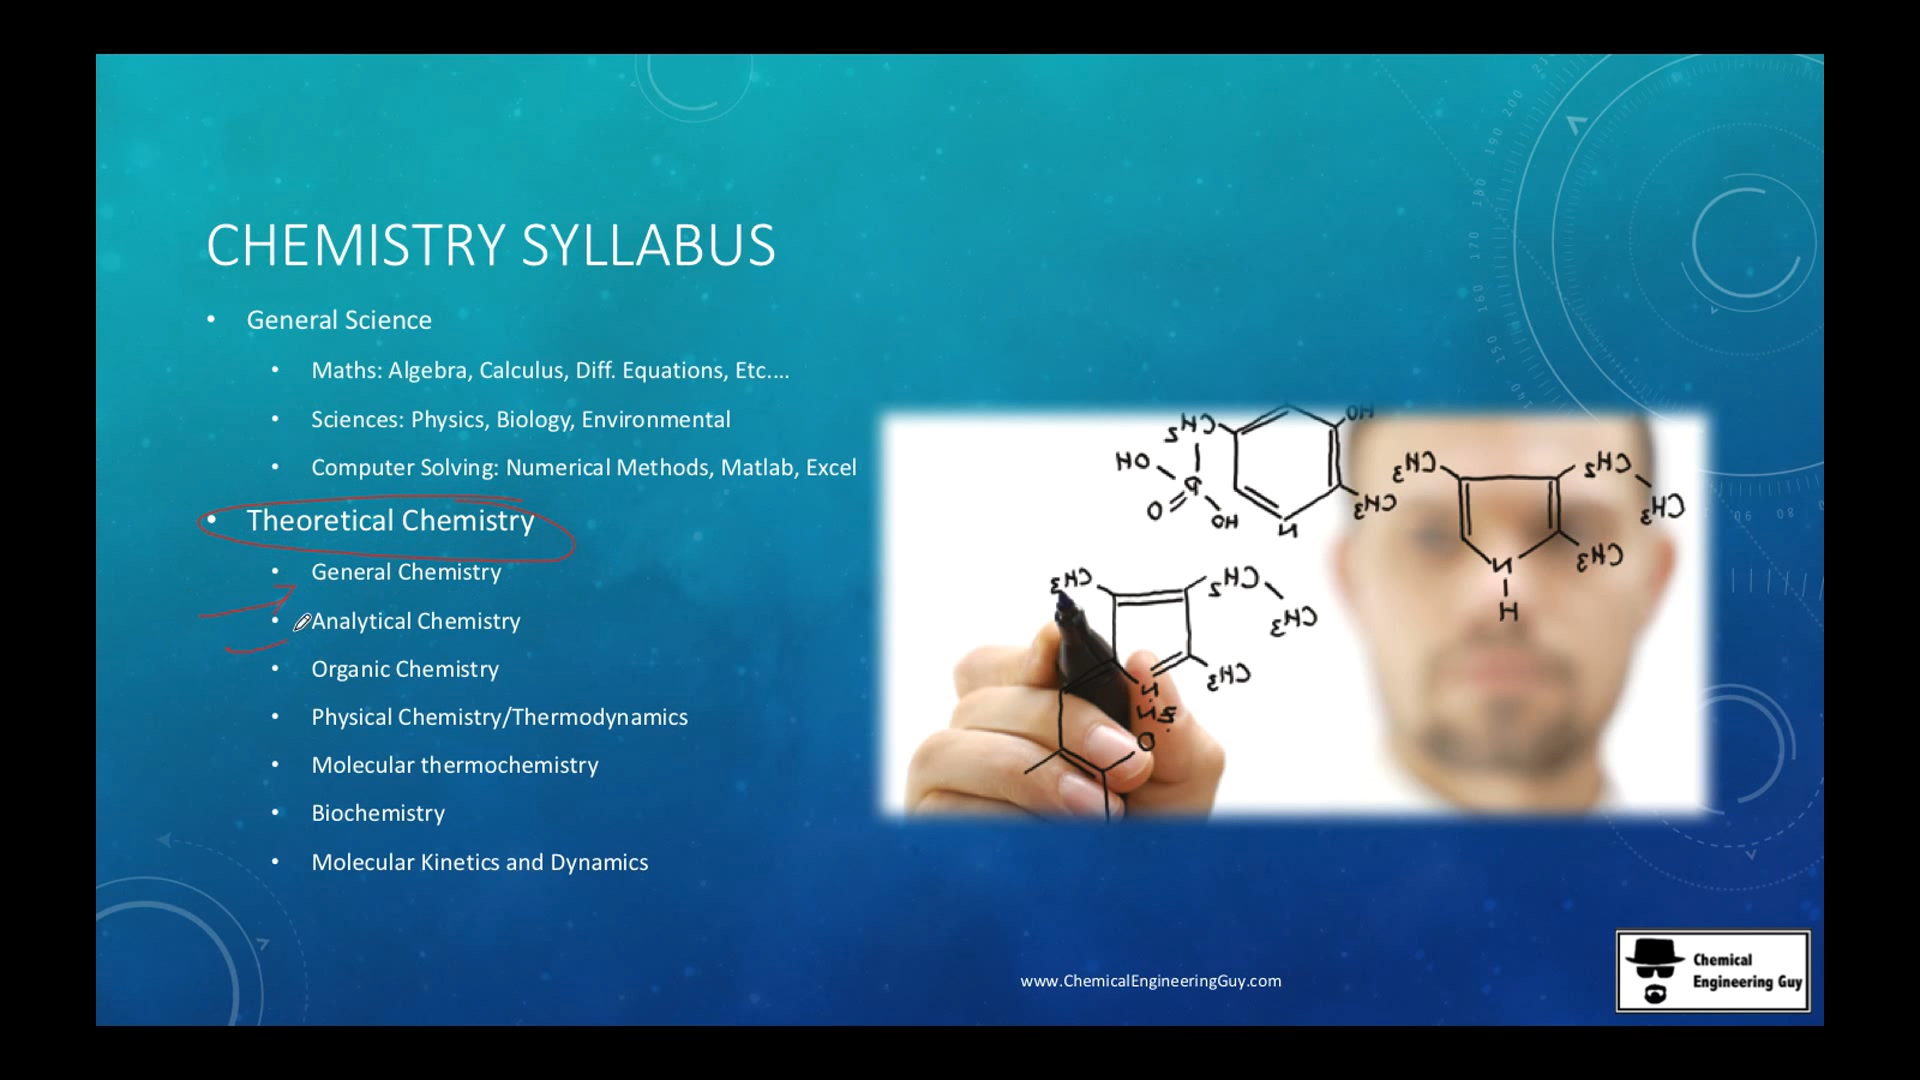 CHEMISTRY SYLLABUS
• General Science
• Maths: Algebra, Calculus, Diff. Equations, Etc....
• Sciences: Physics, Biology, Environmental
• Computer Solving: Numerical Methods, Matlab, Excel
• Theoretical Chemistry
• General Chemistry
• Analytical Chemistry
• Organic Chemistry
• Physical Chemistry/Thermodynamics
• Molecular thermochemistry
• Biochemistry
• Molecular Kinetics and Dynamics
www.ChemicalEngineeringGuy.com
Chemical
Engineering Guy